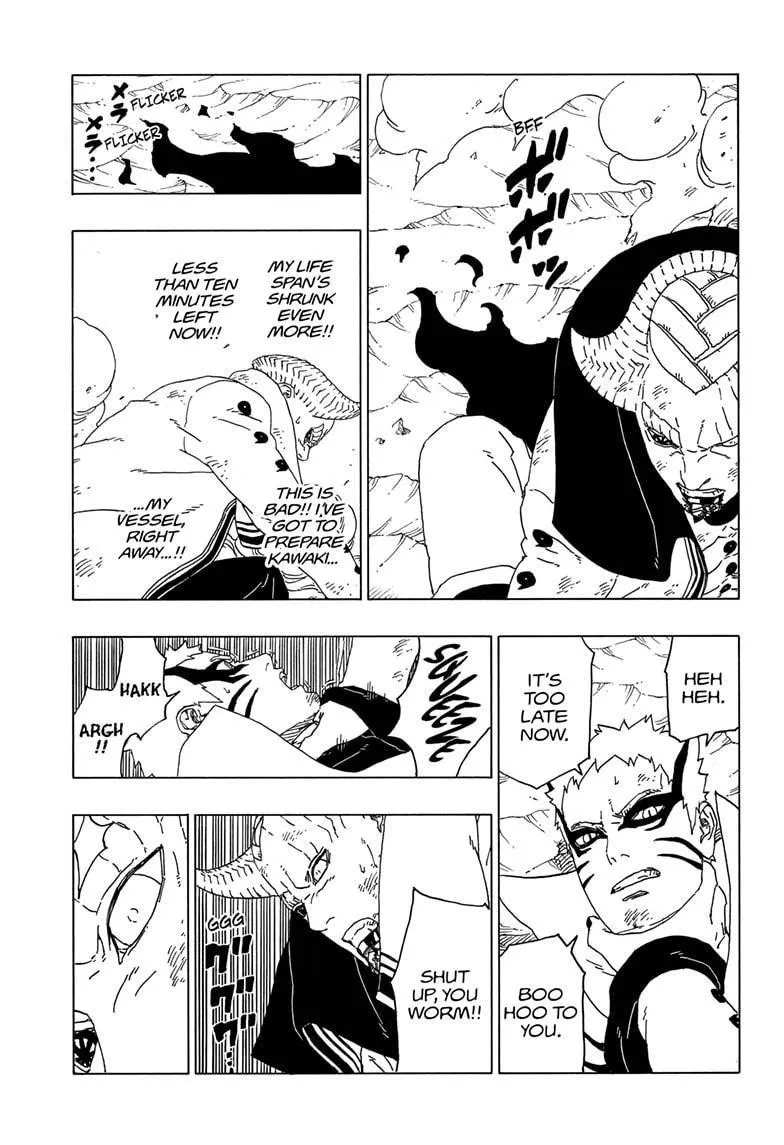 BFF
ボボッ
メラ
FLICKER
メラ…
FLICKER
MY LIFE
SPAN'S
SHRUNK
EVEN
MORE!!
LESS
THAN TEN
MINUTES
LEFT
NOW!!
THIS IS
BAD!! I'VE
GOT TO
PREPARE
KAWAKI...
...MY
VESSEL,
RIGHT
AWAY...!!
HEH
HEH.
IT'S
TOO
LATE
NOW.
BOO
HOO TO
YOU.
SQUEEZE
HAKK
ARGH
!!
SHUT
UP, YOU
WORM!!
GGG
ググググ…